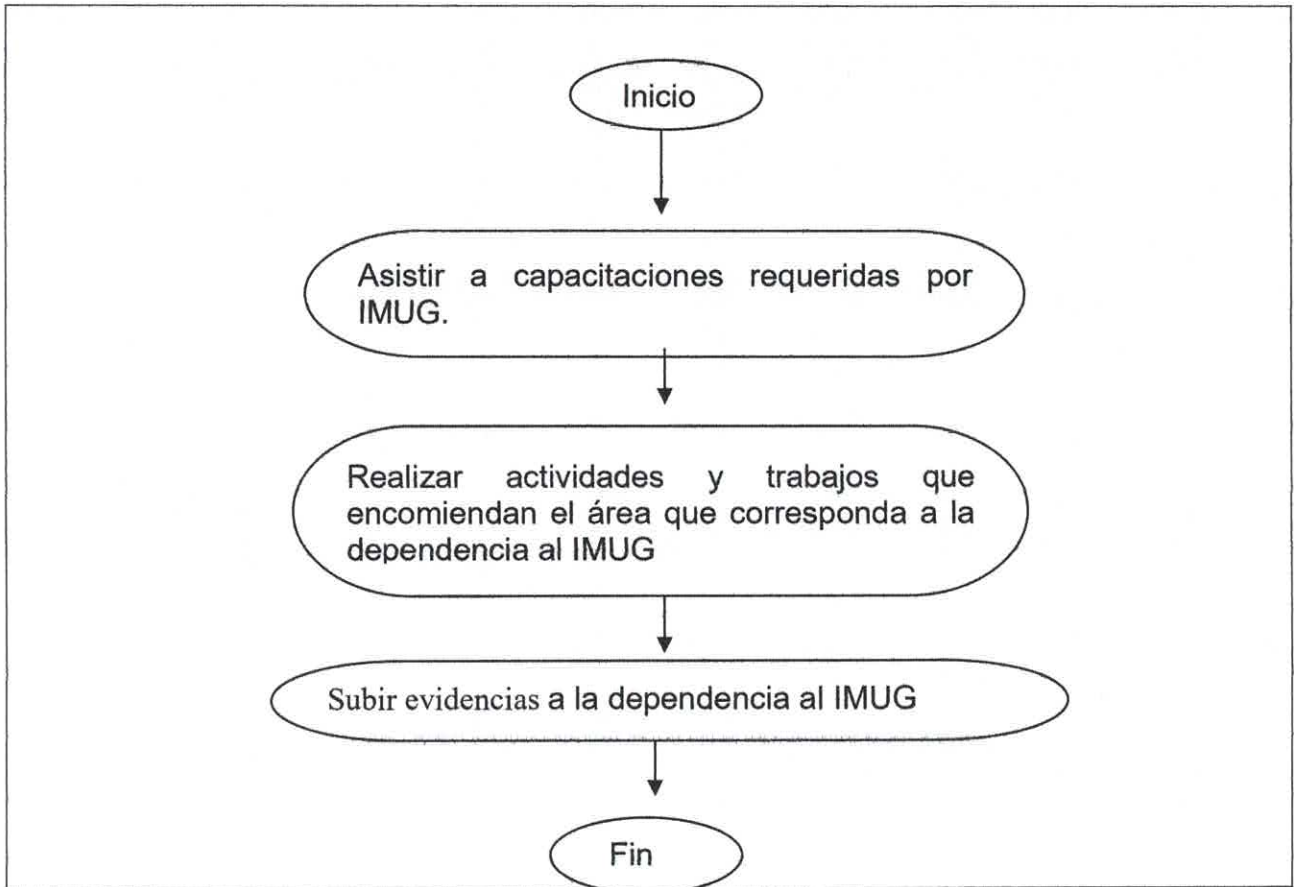 Inicio
Asistir a capacitaciones requeridas por
IMUG.
Realizar actividades y trabajos que
encomiendan el área que corresponda a la
dependencia al IMUG
Subir evidencias a la dependencia al IMUG
Fin